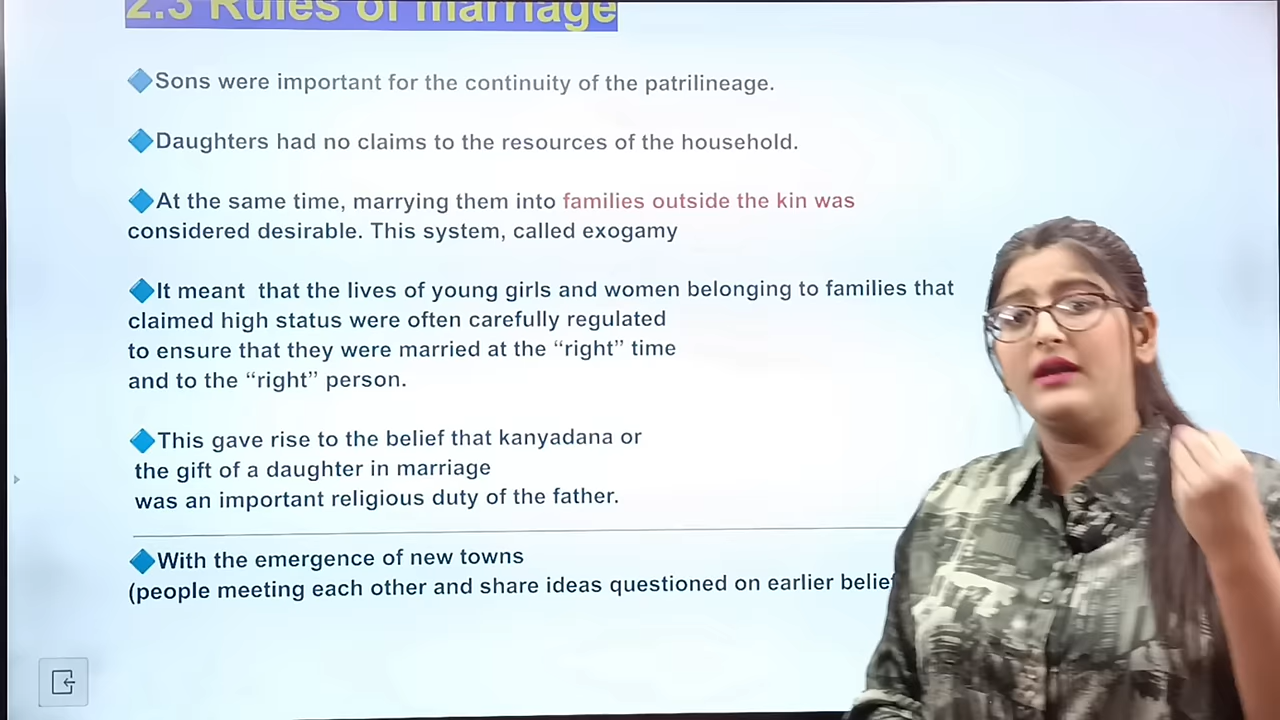 2.3 Rules of marriage
Sons were important for the continuity of the patrilineage.
Daughters had no claims to the resources of the household.
At the same time, marrying them into families outside the kin was
considered desirable. This system, called exogamy
It meant that the lives of young girls and women belonging to families that
claimed high status were often carefully regulated
to ensure that they were married at the “right” time
and to the “right” person.
This gave rise to the belief that kanyadana or
the gift of a daughter in marriage
was an important religious duty of the father.
With the emergence of new towns
(people meeting each other and share ideas questioned on earlier